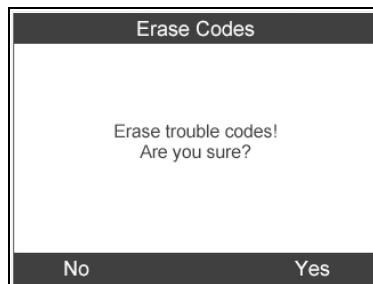 Erase Codes
Erase trouble codes!
Are you sure?
No Yes